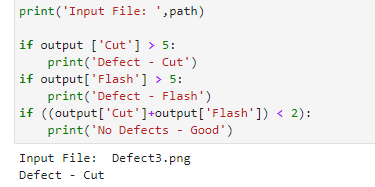 print('Input File: ',path)
if output ['Cut'] > 5:
    print('Defect - Cut')
if output['Flash'] > 5:
    print('Defect - Flash')
if ((output['Cut']+output['Flash']) < 2):
    print('No Defects - Good')
Input File:  Defect3.png
Defect - Cut